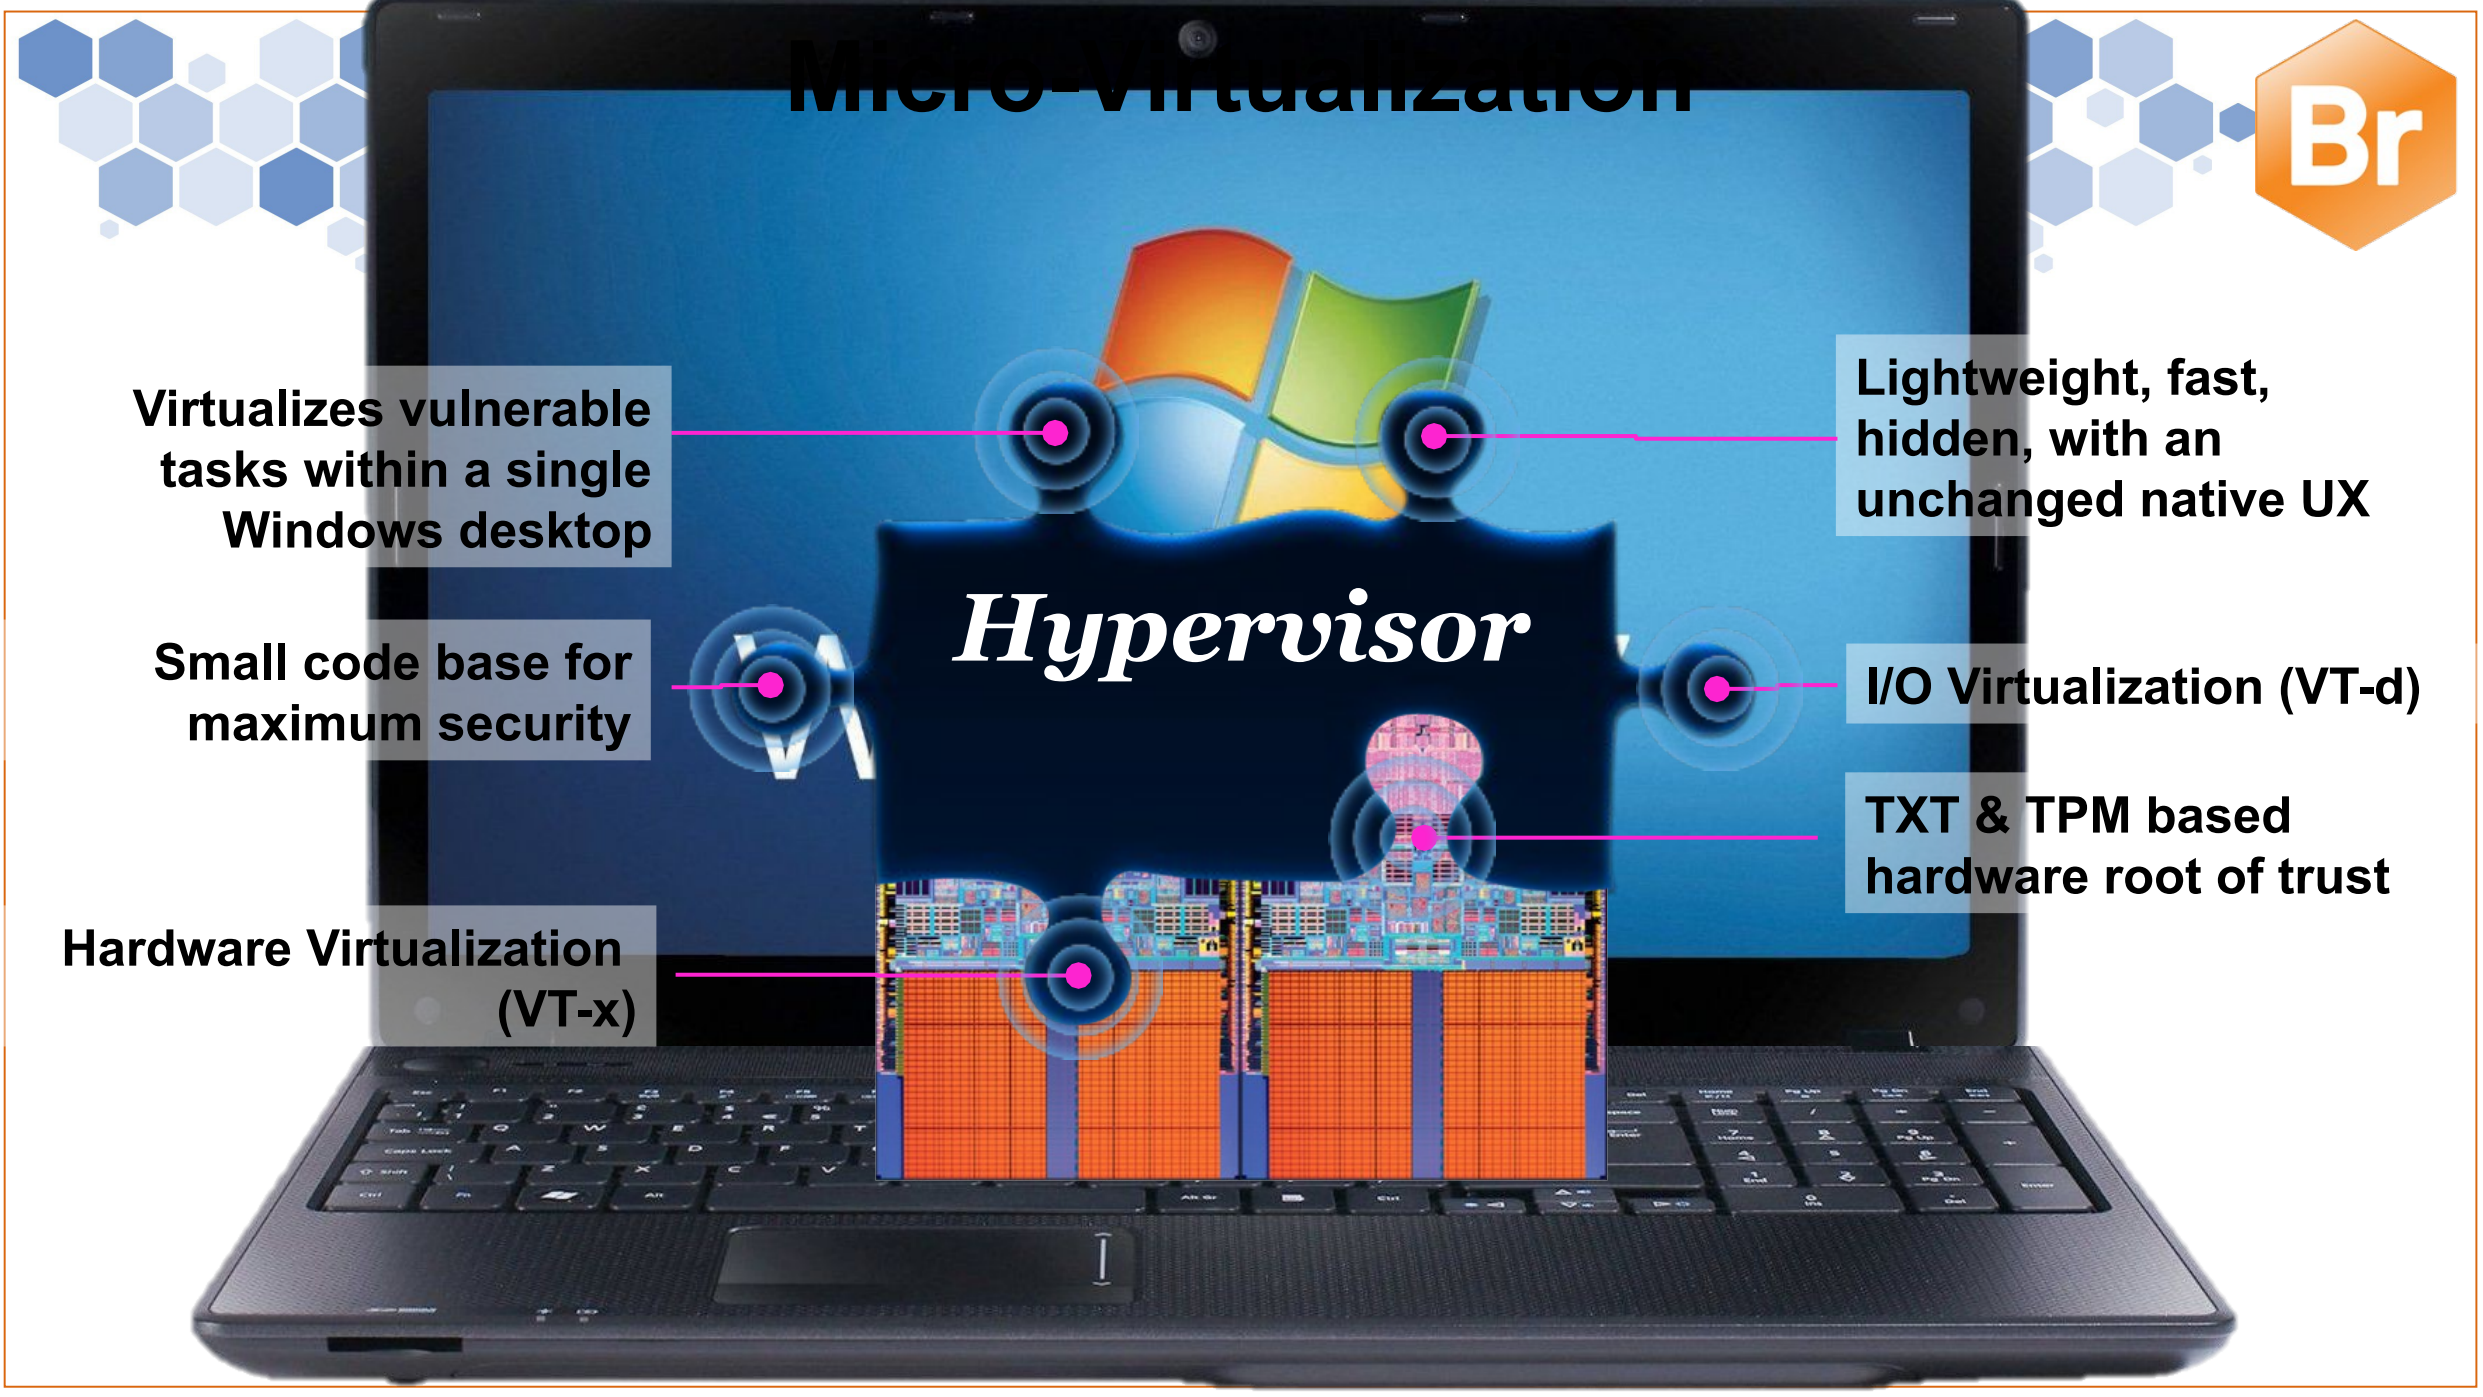 Micro-Virtualization
Br
Virtualizes vulnerable
tasks within a single
Windows desktop
Lightweight, fast,
hidden, with an
unchanged native UX
Hypervisor
Small code base for
maximum security
I/O Virtualization (VT-d)
TXT & TPM based
hardware root of trust
Hardware Virtualization
(VT-x)